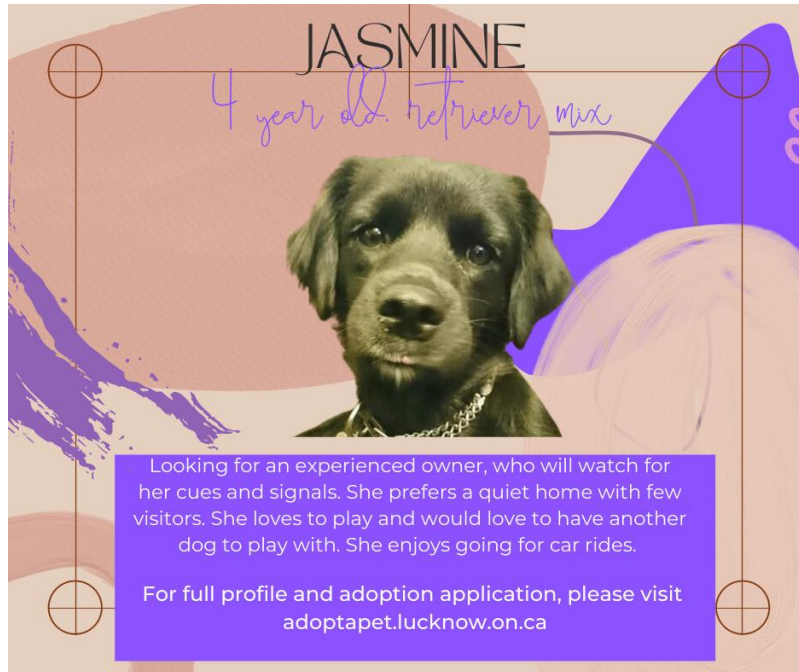 JASMINE
4 year old. retriever mix
Looking for an experienced owner, who will watch for
her cues and signals. She prefers a quiet home with few
visitors. She loves to play and would love to have another
dog to play with. She enjoys going for car rides.
For full profile and adoption application, please visit
adoptapet.lucknow.on.ca